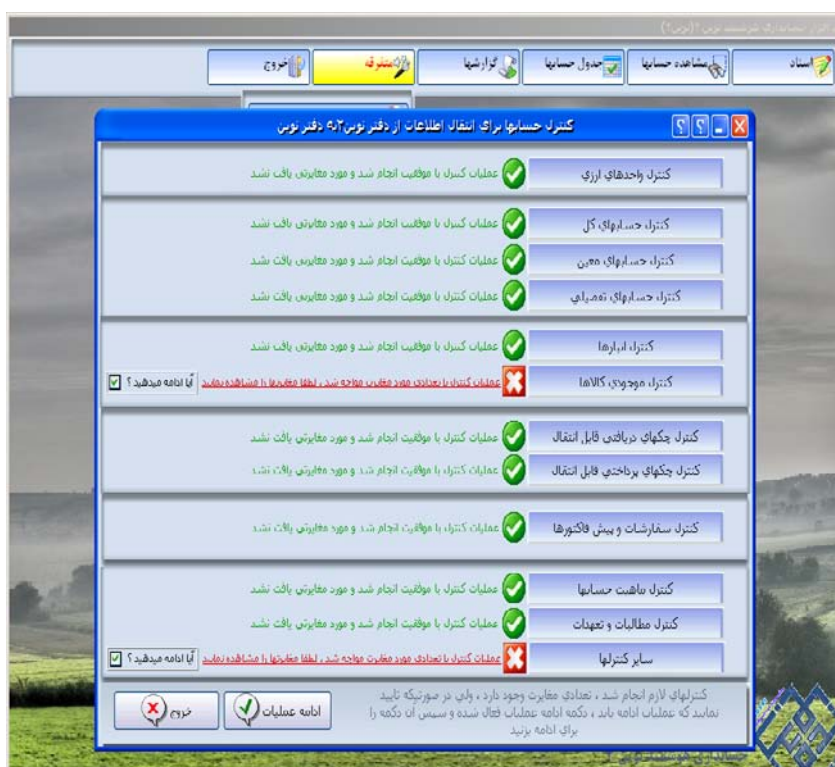 افزار حسابداری هوشمند نوین ۲ (نوین۲)
اسناد
مشاهده حسابها
جدول حسابها
گزارشها
متفرقه
خروج
کنترل حسابها برای انتقال اطلاعات از دفتر نوین۲به دفتر نوین
کنترل واحدهای ارزی
عملیات کنترل با موفقیت انجام شد و مورد مغایرتی یافت نشد
کنترل حسابهای کل
عملیات کنترل با موفقیت انجام شد و مورد مغایرتی یافت نشد
کنترل حسابهای معین
عملیات کنترل با موفقیت انجام شد و مورد مغایرتی یافت نشد
کنترل حسابهای تفصیلی
عملیات کنترل با موفقیت انجام شد و مورد مغایرتی یافت نشد
کنترل انبارها
عملیات کنترل با موفقیت انجام شد و مورد مغایرتی یافت نشد
کنترل موجودی کالاها
عملیات کنترل با تعدادی مورد مغایرت مواجه شد ، لطفا مغایرتها را مشاهده نمایید
آیا ادامه میدهید ؟
کنترل چکهای دریافتی قابل انتقال
عملیات کنترل با موفقیت انجام شد و مورد مغایرتی یافت نشد
کنترل چکهای پرداختی قابل انتقال
عملیات کنترل با موفقیت انجام شد و مورد مغایرتی یافت نشد
کنترل سفارشات و پیش فاکتورها
عملیات کنترل با موفقیت انجام شد و مورد مغایرتی یافت نشد
کنترل ماهیت حسابها
عملیات کنترل با موفقیت انجام شد و مورد مغایرتی یافت نشد
کنترل مطالبات و تعهدات
عملیات کنترل با موفقیت انجام شد و مورد مغایرتی یافت نشد
سایر کنترلها
عملیات کنترل با تعدادی مورد مغایرت مواجه شد ، لطفا مغایرتها را مشاهده نمایید
آیا ادامه میدهید ؟
کنترلهای لازم انجام شد ، تعدادی مغایرت وجود دارد ، ولی در صورتیکه تایید
نمایید که عملیات ادامه یابد ، دکمه ادامه عملیات فعال شده و سپس آن دکمه را
برای ادامه بزنید
ادامه عملیات
خروج
حسابداری هوشمند نوین ۲